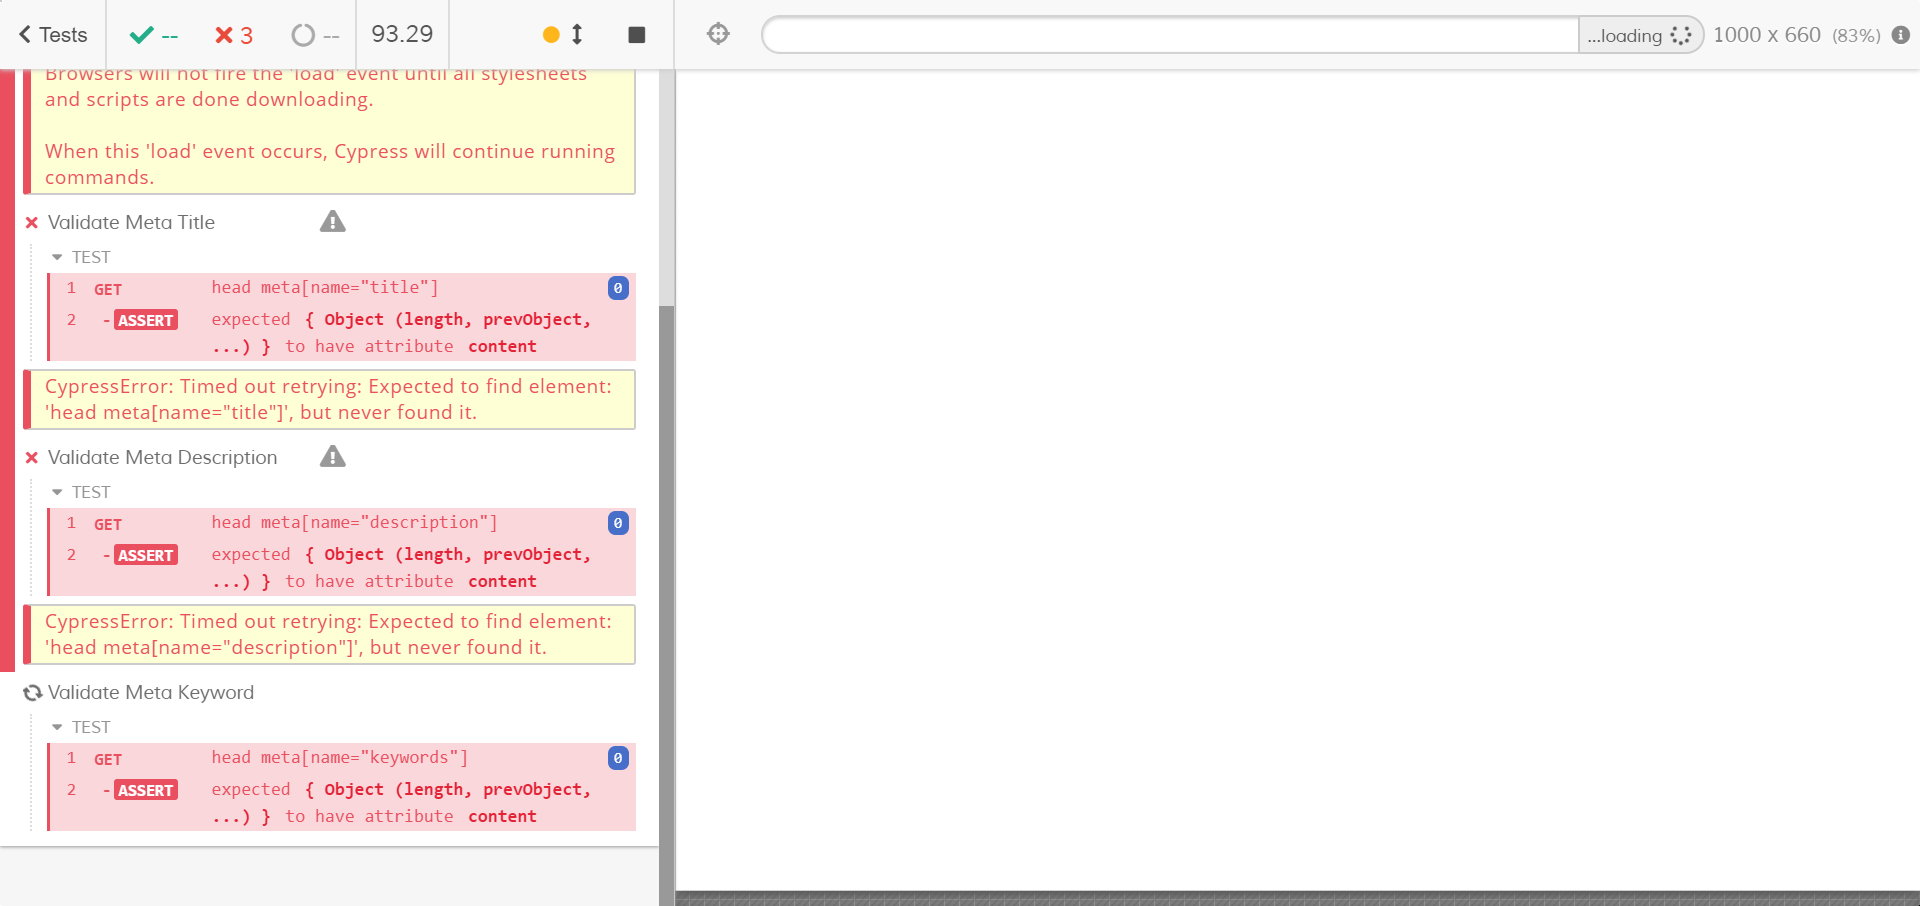 Tests -- 3 -- 93.29 ...loading 1000 x 660 (83%)
Browsers will not fire the 'load' event until all stylesheets
and scripts are done downloading.
When this 'load' event occurs, Cypress will continue running
commands.
Validate Meta Title
TEST
1 GET head meta[name="title"] 0
2 -ASSERT expected { Object (length, prevObject,
...) } to have attribute content
CypressError: Timed out retrying: Expected to find element:
'head meta[name="title"]', but never found it.
Validate Meta Description
TEST
1 GET head meta[name="description"] 0
2 -ASSERT expected { Object (length, prevObject,
...) } to have attribute content
CypressError: Timed out retrying: Expected to find element:
'head meta[name="description"]', but never found it.
Validate Meta Keyword
TEST
1 GET head meta[name="keywords"] 0
2 -ASSERT expected { Object (length, prevObject,
...) } to have attribute content